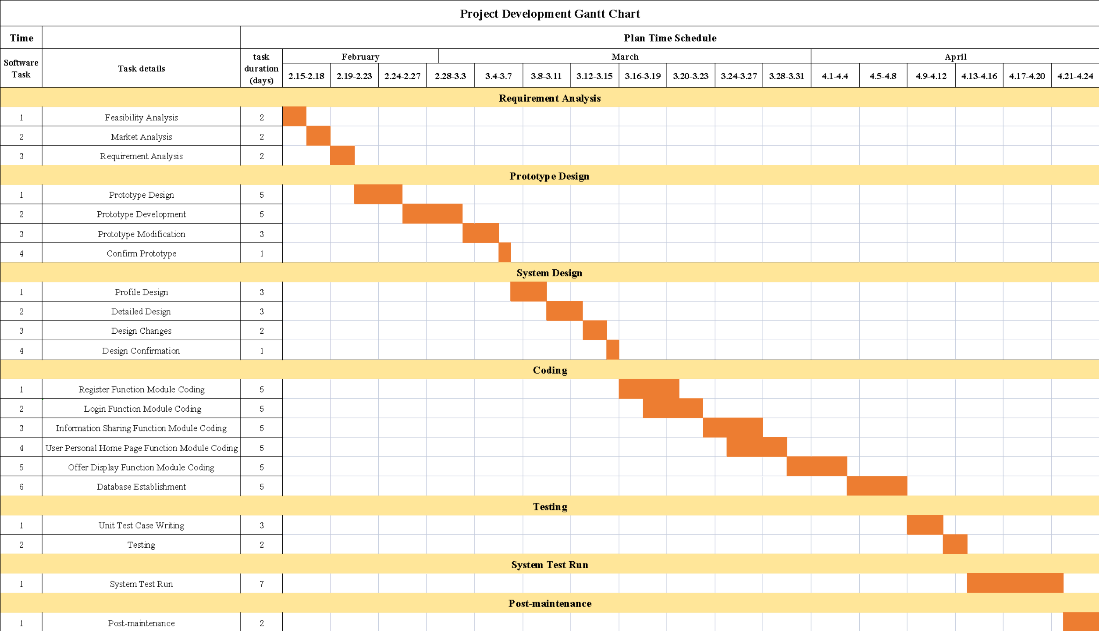 Project Development Gantt Chart
Time Plan Time Schedule
Software Task Task details task duration (days) February March April
2.15-2.18 2.19-2.23 2.24-2.27 2.28-3.3 3.4-3.7 3.8-3.11 3.12-3.15 3.16-3.19 3.20-3.23 3.24-3.27 3.28-3.31 4.1-4.4 4.5-4.8 4.9-4.12 4.13-4.16 4.17-4.20 4.21-4.24
Requirement Analysis
1 Feasibility Analysis 2
2 Market Analysis 2
3 Requirement Analysis 2
Prototype Design
1 Prototype Design 5
2 Prototype Development 5
3 Prototype Modification 3
4 Confirm Prototype 1
System Design
1 Profile Design 3
2 Detailed Design 3
3 Design Changes 2
4 Design Confirmation 1
Coding
1 Register Function Module Coding 5
2 Login Function Module Coding 5
3 Information Sharing Function Module Coding 5
4 User Personal Home Page Function Module Coding 5
5 Offer Display Function Module Coding 5
6 Database Establishment 5
Testing
1 Unit Test Case Writing 3
2 Testing 2
System Test Run
1 System Test Run 7
Post-maintenance
1 Post-maintenance 2